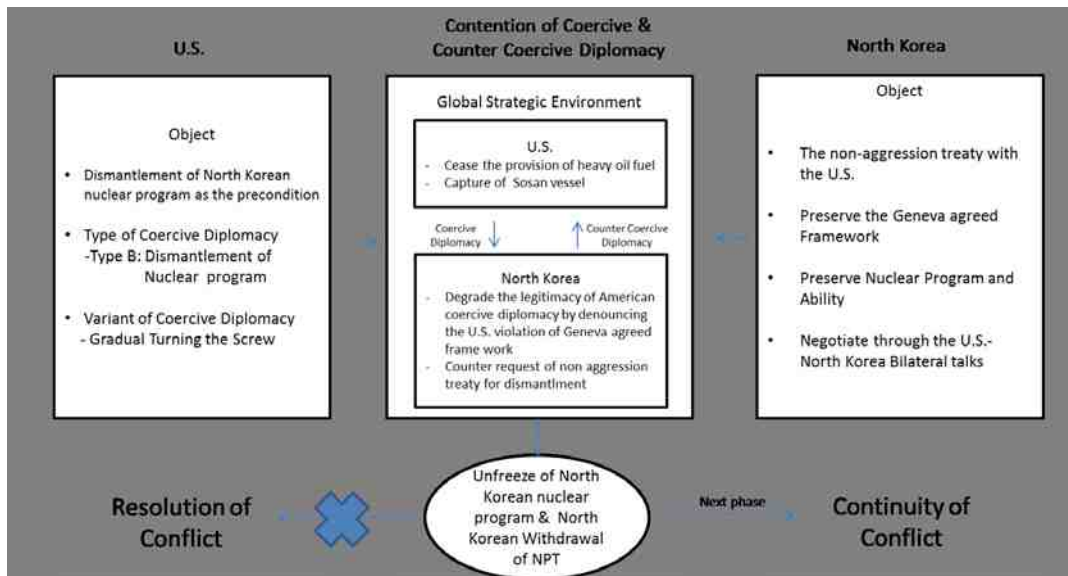 U.S.
Contention of Coercive &
Counter Coercive Diplomacy
North Korea
Object
• Dismantlement of North Korean
nuclear program as the precondition
• Type of Coercive Diplomacy
-Type B: Dismantlement of
Nuclear program
• Variant of Coercive Diplomacy
- Gradual Turning the Screw
Global Strategic Environment
U.S.
- Cease the provision of heavy oil fuel
- Capture of Sosan vessel
Coercive
Diplomacy
Counter Coercive
Diplomacy
North Korea
- Degrade the legitimacy of American
coercive diplomacy by denouncing
the U.S. violation of Geneva agreed
frame work
- Counter request of non aggression
treaty for dismantlment
Object
• The non-aggression treaty with
the U.S.
• Preserve the Geneva agreed
Framework
• Preserve Nuclear Program and
Ability
• Negotiate through the U.S.-
North Korea Bilateral talks
Resolution of
Conflict
Unfreeze of North
Korean nuclear
program & North
Korean Withdrawal
of NPT
Next phase
Continuity of
Conflict